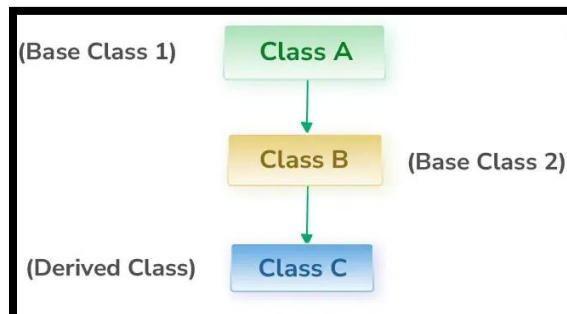 (Base Class 1) Class A
Class B (Base Class 2)
(Derived Class) Class C